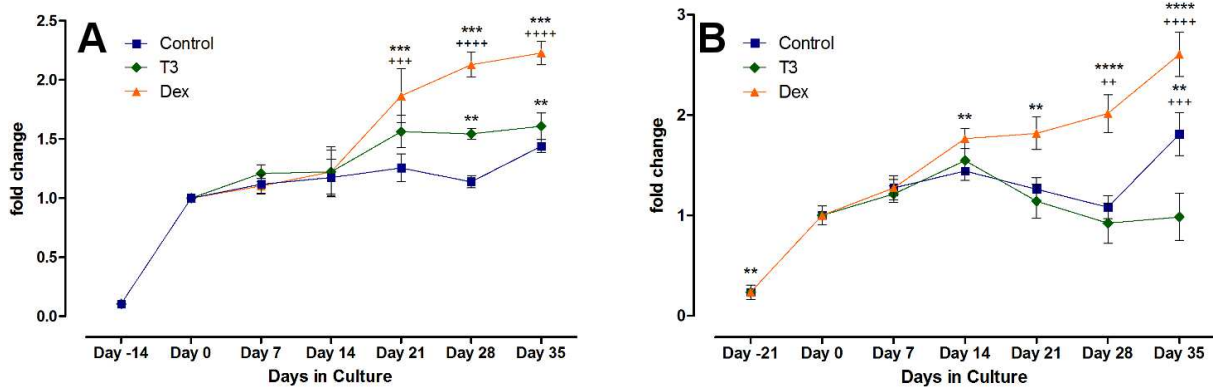 A
Control
T3
Dex
fold change
2.5
2.0
1.5
1.0
0.5
0.0
***
+++
***
++++
***
++++
**
**
Day -14 Day 0 Day 7 Day 14 Day 21 Day 28 Day 35
Days in Culture
B
Control
T3
Dex
fold change
3
2
1
0
**
**
**
****
++
****
++++
**
+++
Day -21 Day 0 Day 7 Day 14 Day 21 Day 28 Day 35
Days in Culture